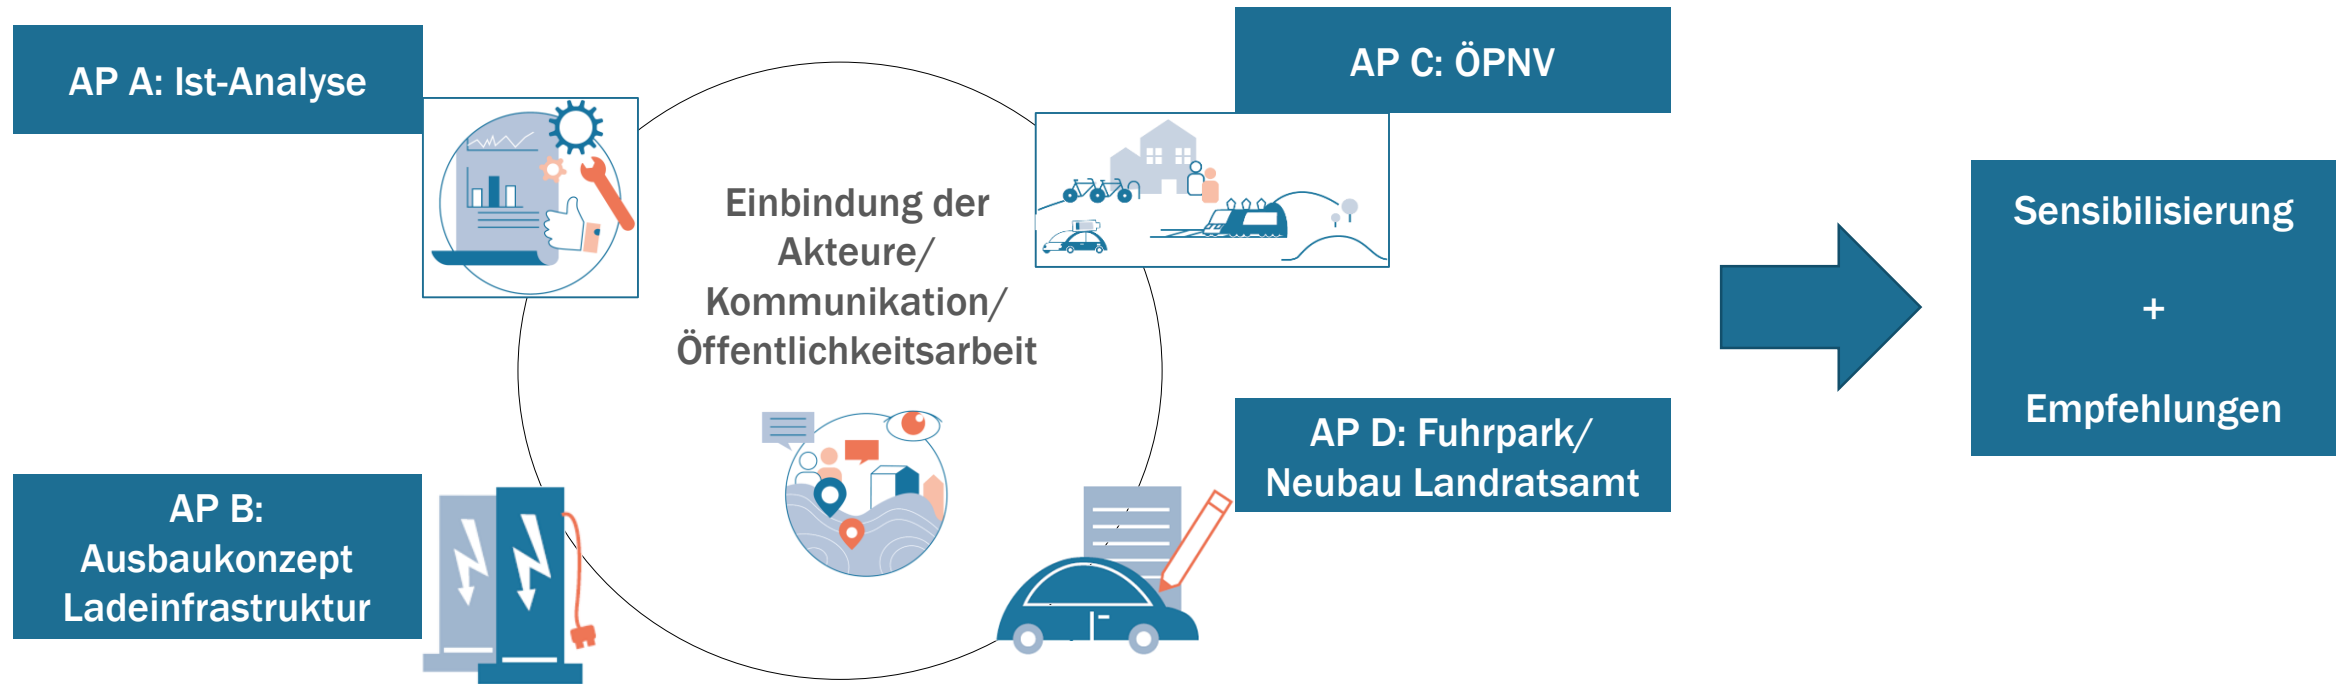 AP A: Ist-Analyse
AP C: ÖPNV
Einbindung der
Akteure/
Kommunikation/
Öffentlichkeitsarbeit
AP B:
Ausbaukonzept
Ladeinfrastruktur
AP D: Fuhrpark/
Neubau Landratsamt
Sensibilisierung
+
Empfehlungen